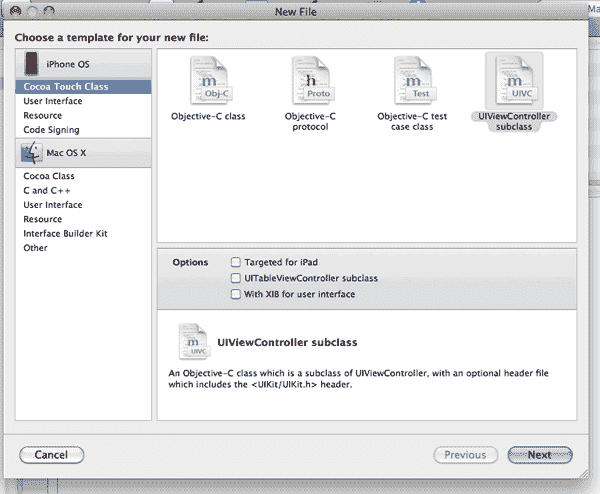 New File
Ma
Choose a template for your new file:
iPhone OS
Cocoa Touch Class
User Interface
Resource
Code Signing
Mac OS X
Cocoa Class
C and C++
User Interface
Resource
Interface Builder Kit
Other
m
Obj-C
Objective-C class
h
Proto
Objective-C
protocol
m
Test
Objective-C test
case class
m
UIVC
UIViewController
subclass
Options
Targeted for iPad
UITableViewController subclass
With XIB for user interface
m
UIVC
UIViewController subclass
An Objective-C class which is a subclass of UIViewController, with an optional header file
which includes the <UIKit/UIKit.h> header.
Cancel
Previous
Next